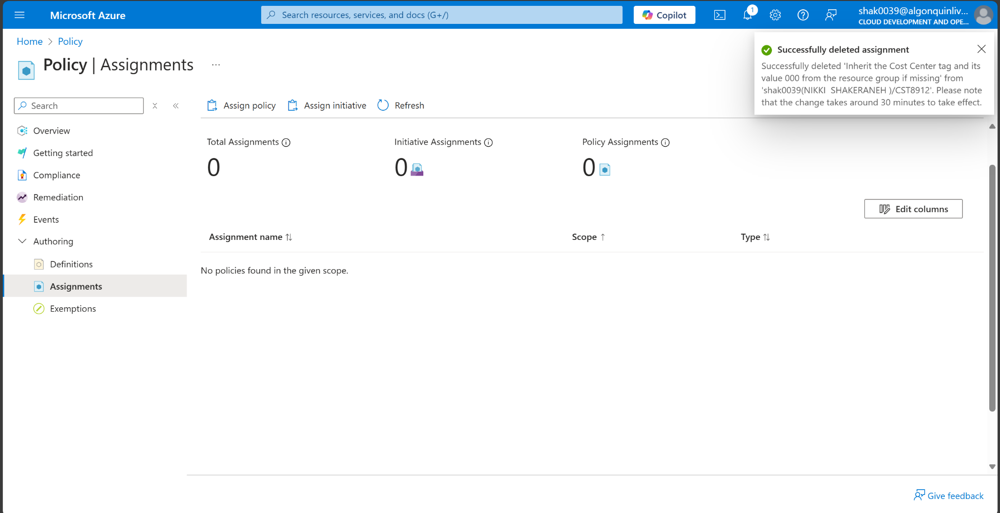 Microsoft Azure
Search resources, services, and docs (G+/)
Copilot
1
shak0039@algonquinliv...
CLOUD DEVELOPMENT AND OPE...
Home > Policy
Policy | Assignments ...
Successfully deleted assignment
Successfully deleted 'Inherit the Cost Center tag and its
value 000 from the resource group if missing' from
'shak0039(NIKKI SHAKERANEH )/CST8912'. Please note
that the change takes around 30 minutes to take effect.
Search
Overview
Getting started
Compliance
Remediation
Events
Authoring
Definitions
Assignments
Exemptions
Assign policy
Assign initiative
Refresh
Total Assignments
0
Initiative Assignments
0
Policy Assignments
0
Edit columns
Assignment name
Scope
Type
No policies found in the given scope.
Give feedback